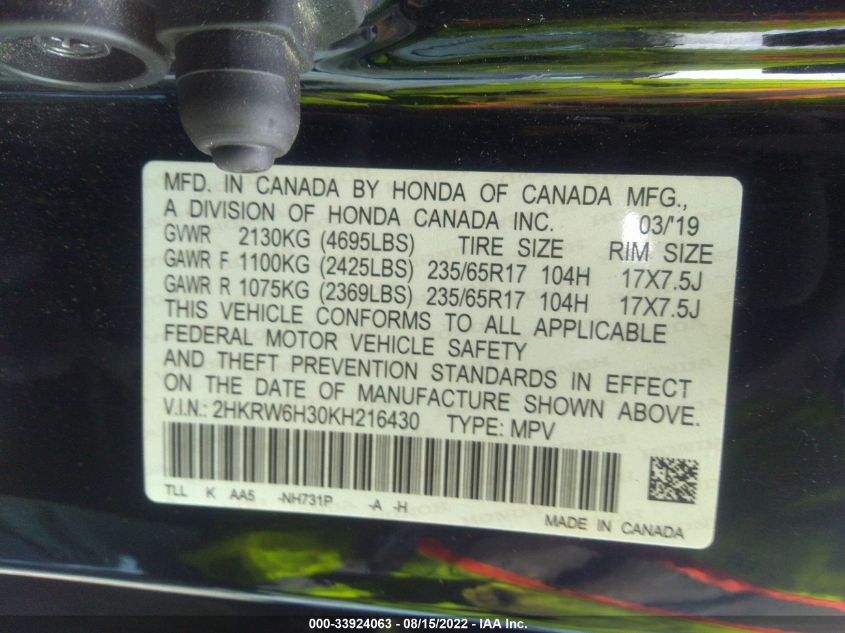 MFD. IN CANADA BY HONDA OF CANADA MFG.,
A DIVISION OF HONDA CANADA INC. 03/'19
GVWR 2130KG (4695LBS) TIRE SIZE RIM SIZE
GAWR F 1100KG (2425LBS) 235/65R17 104H 17X7.5J
GAWR R 1075KG (2369LBS) 235/65R17 104H 17X7.5J
THIS VEHICLE CONFORMS TO ALL APPLICABLE
FEDERAL MOTOR VEHICLE SAFETY
AND THEFT PREVENTION STANDARDS IN EFFECT
ON THE DATE OF MANUFACTURE SHOWN ABOVE.
V.I.N.: 2HKRW6H30KH216430 TYPE: MPV
TLL K AA5 -NH731P -A -H
MADE IN CANADA
000-33924063 - 08/15/2022 - IAA Inc.